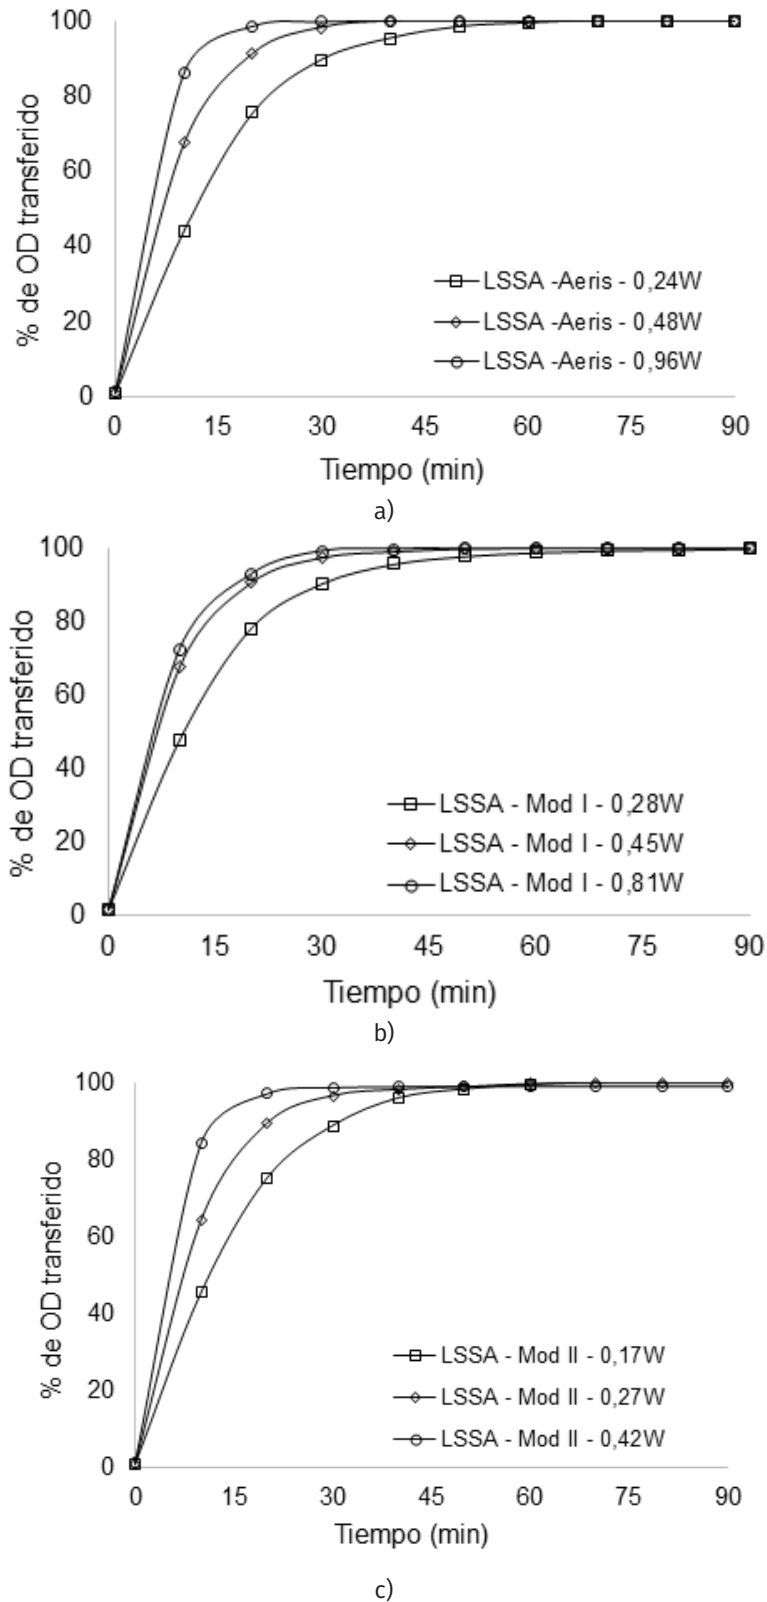 % de OD transferido
100
80
60
40
20
0
LSSA -Aeris - 0,24W
LSSA -Aeris - 0,48W
LSSA -Aeris - 0,96W
0 15 30 45 60 75 90
Tiempo (min)
a)
% de OD transferido
100
80
60
40
20
0
LSSA - Mod I - 0,28W
LSSA - Mod I - 0,45W
LSSA - Mod I - 0,81W
0 15 30 45 60 75 90
Tiempo (min)
b)
% de OD transferido
100
80
60
40
20
0
LSSA - Mod II - 0,17W
LSSA - Mod II - 0,27W
LSSA - Mod II - 0,42W
0 15 30 45 60 75 90
Tiempo (min)
c)